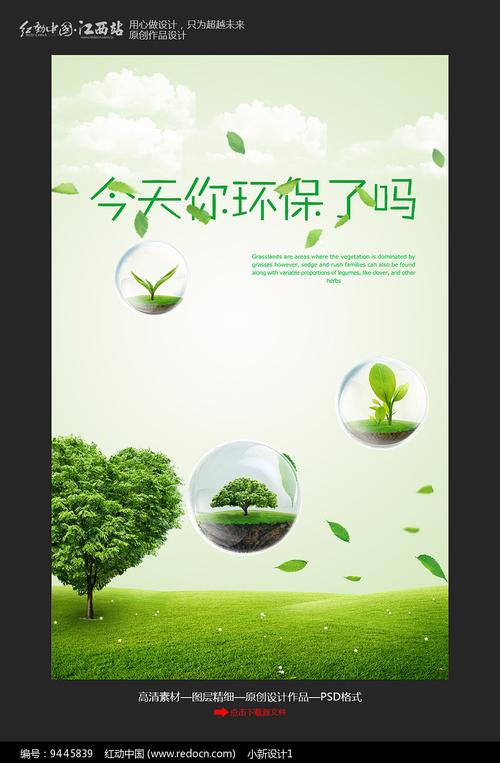 红动中国·江西站
www.redocn.com
用心做设计，只为超越未来
原创作品设计
今天你环保了吗
Grasslands are areas where the vegetation is dominated by
grasses however, sedge and rush families can also be found
along with variable proportions of legumes, like clover, and other
herbs
高清素材—图层精细—原创设计作品—PSD格式
点击下载源文件
编号：9445839 红动中国 (www.redocn.com) 小新设计1